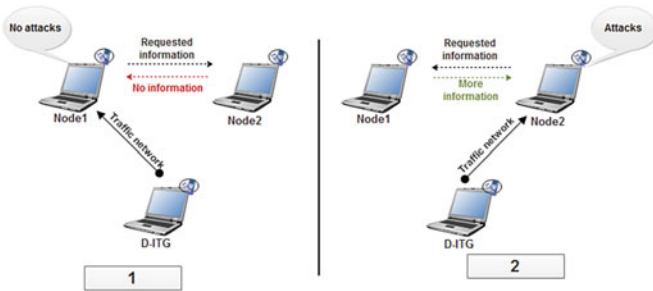 No attacks
Requested
information
No information
Node1
Node2
Traffic network
D-ITG
1
Attacks
Requested
information
More
information
Node1
Node2
Traffic network
D-ITG
2